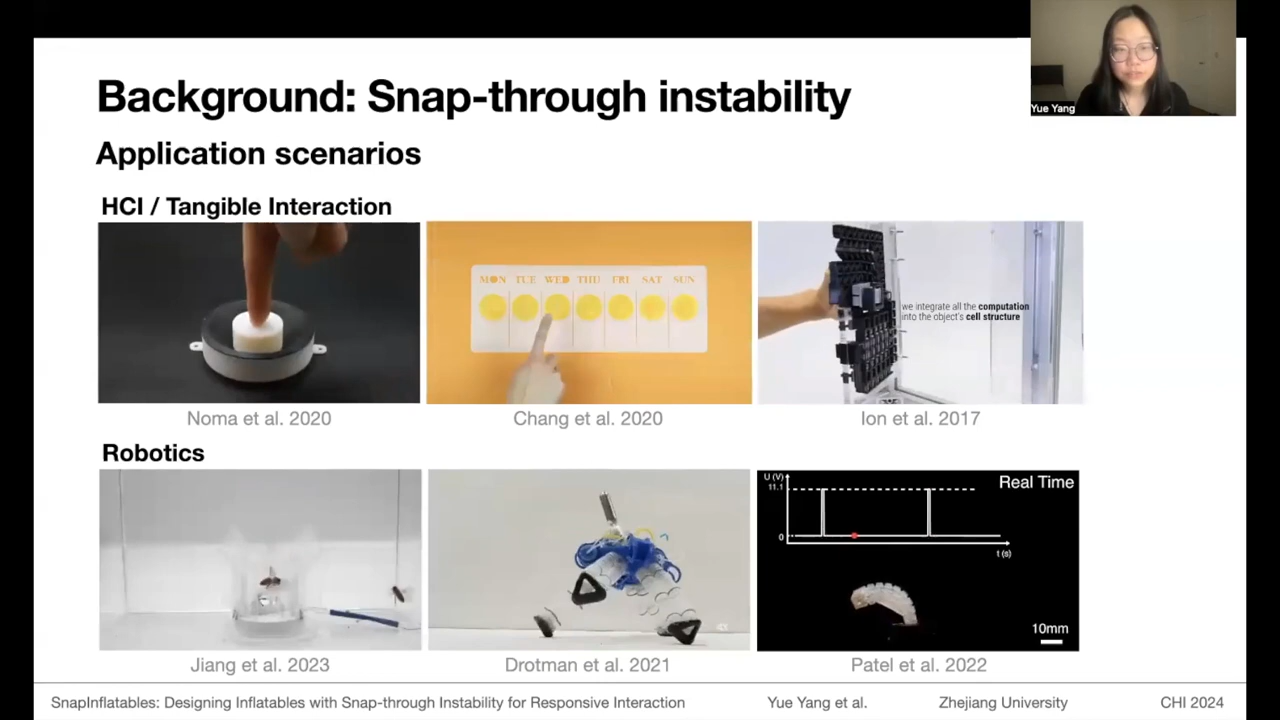 Background: Snap-through instability
Yue Yang
Application scenarios
HCI / Tangible Interaction
MON TUE WED THU FRI SAT SUN
we integrate all the computation
into the object's cell structure
Noma et al. 2020
Chang et al. 2020
Ion et al. 2017
Robotics
U (V)
11.1
0
t (s)
Real Time
10mm
Jiang et al. 2023
Drotman et al. 2021
Patel et al. 2022
SnapInflatables: Designing Inflatables with Snap-through Instability for Responsive Interaction
Yue Yang et al.
Zhejiang University
CHI 2024